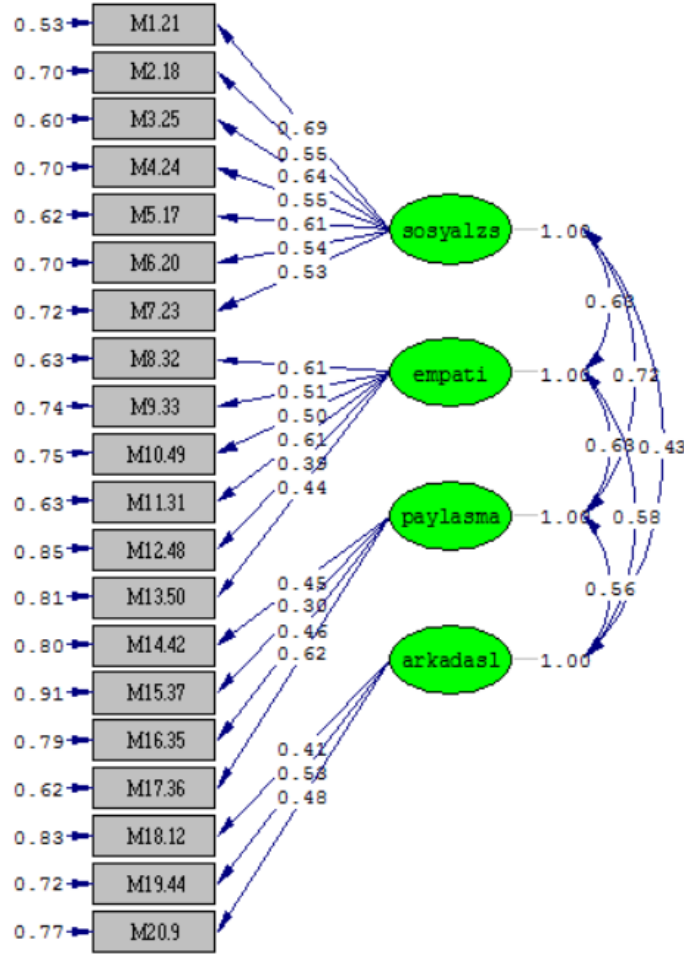 0.53 M1.21
0.70 M2.18
0.60 M3.25
0.70 M4.24
0.62 M5.17
0.70 M6.20
0.72 M7.23
0.63 M8.32
0.74 M9.33
0.75 M10.49
0.63 M11.31
0.85 M12.48
0.81 M13.50
0.80 M14.42
0.91 M15.37
0.79 M16.35
0.62 M17.36
0.83 M18.12
0.72 M19.44
0.77 M20.9
0.69
0.55
0.64
0.55
0.61
0.54
0.53
0.61
0.51
0.50
0.61
0.39
0.44
0.45
0.30
0.46
0.62
0.41
0.53
0.48
sosyalzs 1.00
empati 1.00
paylasma 1.00
arkadasl 1.00
0.72
0.63 0.43
0.58
0.56